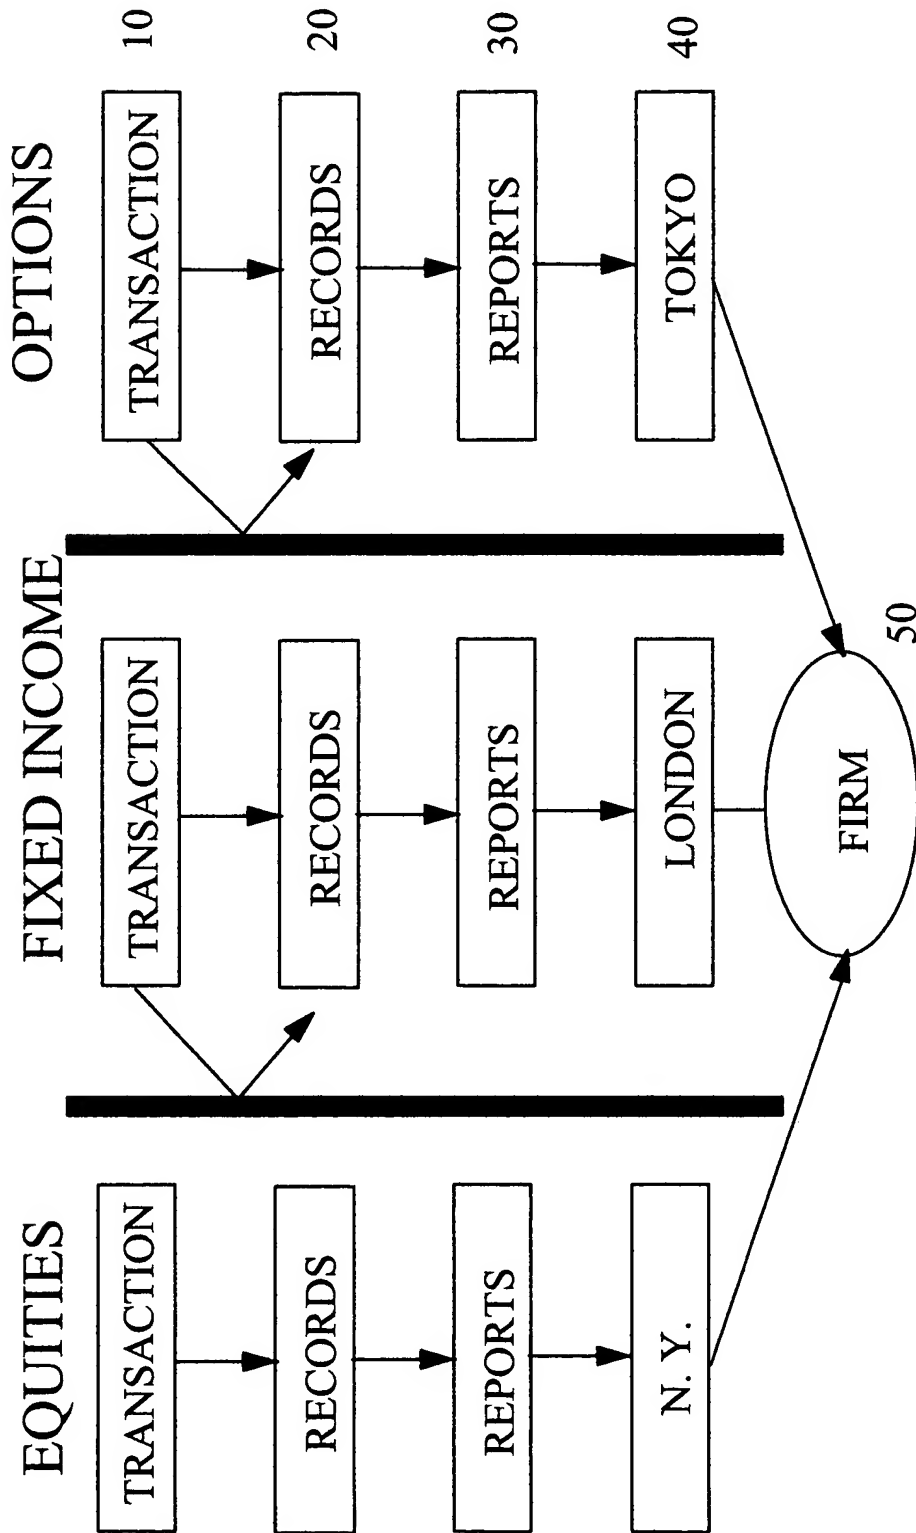 EQUITIES FIXED INCOME OPTIONS
TRANSACTION TRANSACTION TRANSACTION 10
RECORDS RECORDS RECORDS 20
REPORTS REPORTS REPORTS 30
N. Y. LONDON TOKYO 40
FIRM
50